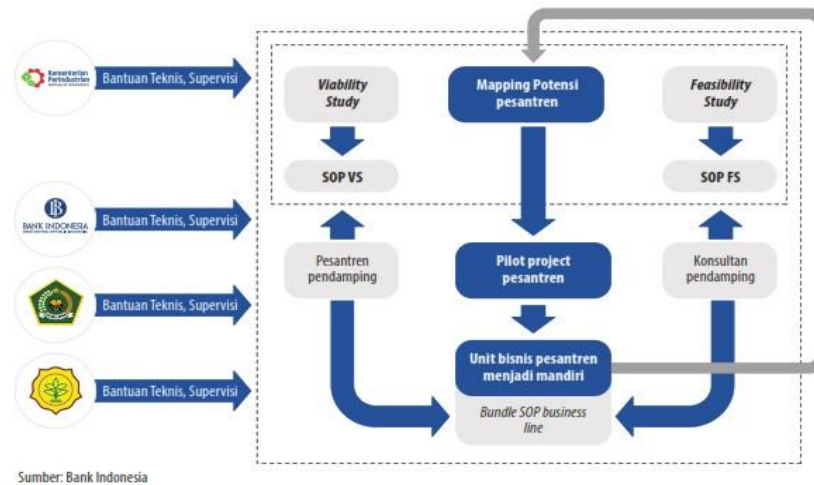 Kementerian
Perindustrian
REPUBLIK INDONESIA
Bantuan Teknis, Supervisi
BANK INDONESIA
Bantuan Teknis, Supervisi
Bantuan Teknis, Supervisi
Bantuan Teknis, Supervisi
Viability
Study
SOP VS
Pesantren
pendamping
Mapping Potensi
pesantren
Pilot project
pesantren
Unit bisnis pesantren
menjadi mandiri
Bundle SOP business
line
Feasibility
Study
SOP FS
Konsultan
pendamping
Sumber: Bank Indonesia